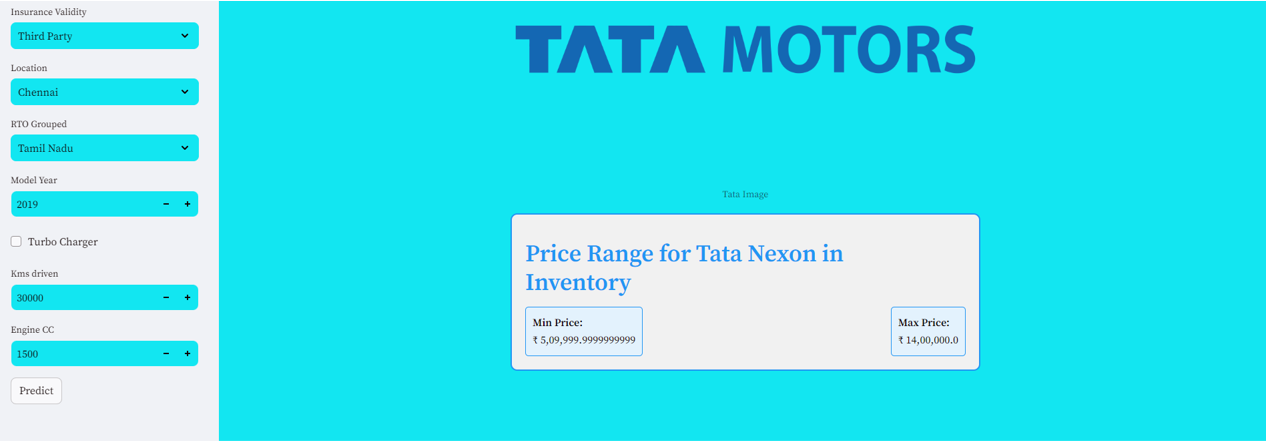 Insurance Validity
Third Party
Location
Chennai
RTO Grouped
Tamil Nadu
Model Year
2019
Turbo Charger
Kms driven
30000
Engine CC
1500
Predict
TATA MOTORS
Tata Image
Price Range for Tata Nexon in
Inventory
Min Price:
₹ 5,09,999.9999999999
Max Price:
₹ 14,00,000.0